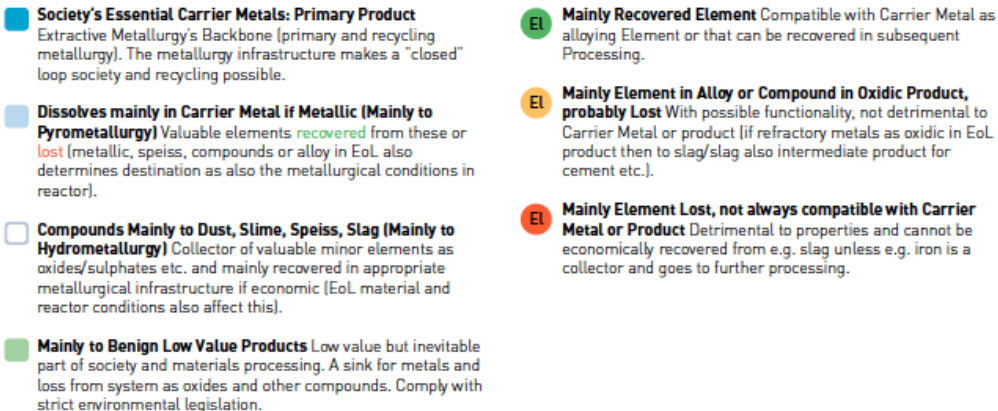 Society's Essential Carrier Metals: Primary Product
Extractive Metallurgy's Backbone (primary and recycling
metallurgy). The metallurgy infrastructure makes a "closed"
loop society and recycling possible.
Dissolves mainly in Carrier Metal if Metallic (Mainly to
Pyrometallurgy) Valuable elements recovered from these or
lost (metallic, speiss, compounds or alloy in EoL also
determines destination as also the metallurgical conditions in
reactor).
Compounds Mainly to Dust, Slime, Speiss, Slag (Mainly to
Hydrometallurgy) Collector of valuable minor elements as
oxides/sulphates etc. and mainly recovered in appropriate
metallurgical infrastructure if economic (EoL material and
reactor conditions also affect this).
Mainly to Benign Low Value Products Low value but inevitable
part of society and materials processing. A sink for metals and
loss from system as oxides and other compounds. Comply with
strict environmental legislation.
El
Mainly Recovered Element Compatible with Carrier Metal as
alloying Element or that can be recovered in subsequent
Processing.
El
Mainly Element in Alloy or Compound in Oxidic Product,
probably Lost With possible functionality, not detrimental to
Carrier Metal or product (if refractory metals as oxidic in EoL
product then to slag/slag also intermediate product for
cement etc.).
El
Mainly Element Lost, not always compatible with Carrier
Metal or Product Detrimental to properties and cannot be
economically recovered from e.g. slag unless e.g. iron is a
collector and goes to further processing.